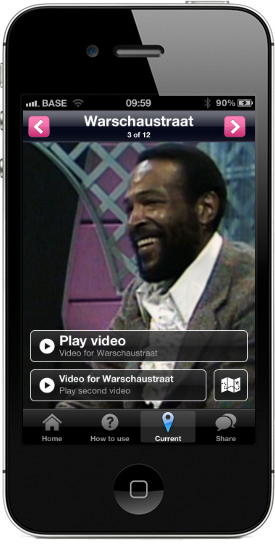 BASE 09:59 90%
Warschaustraat
3 of 12
Play video
Video for Warschaustraat
Video for Warschaustraat
Play second video
Home How to use Current Share